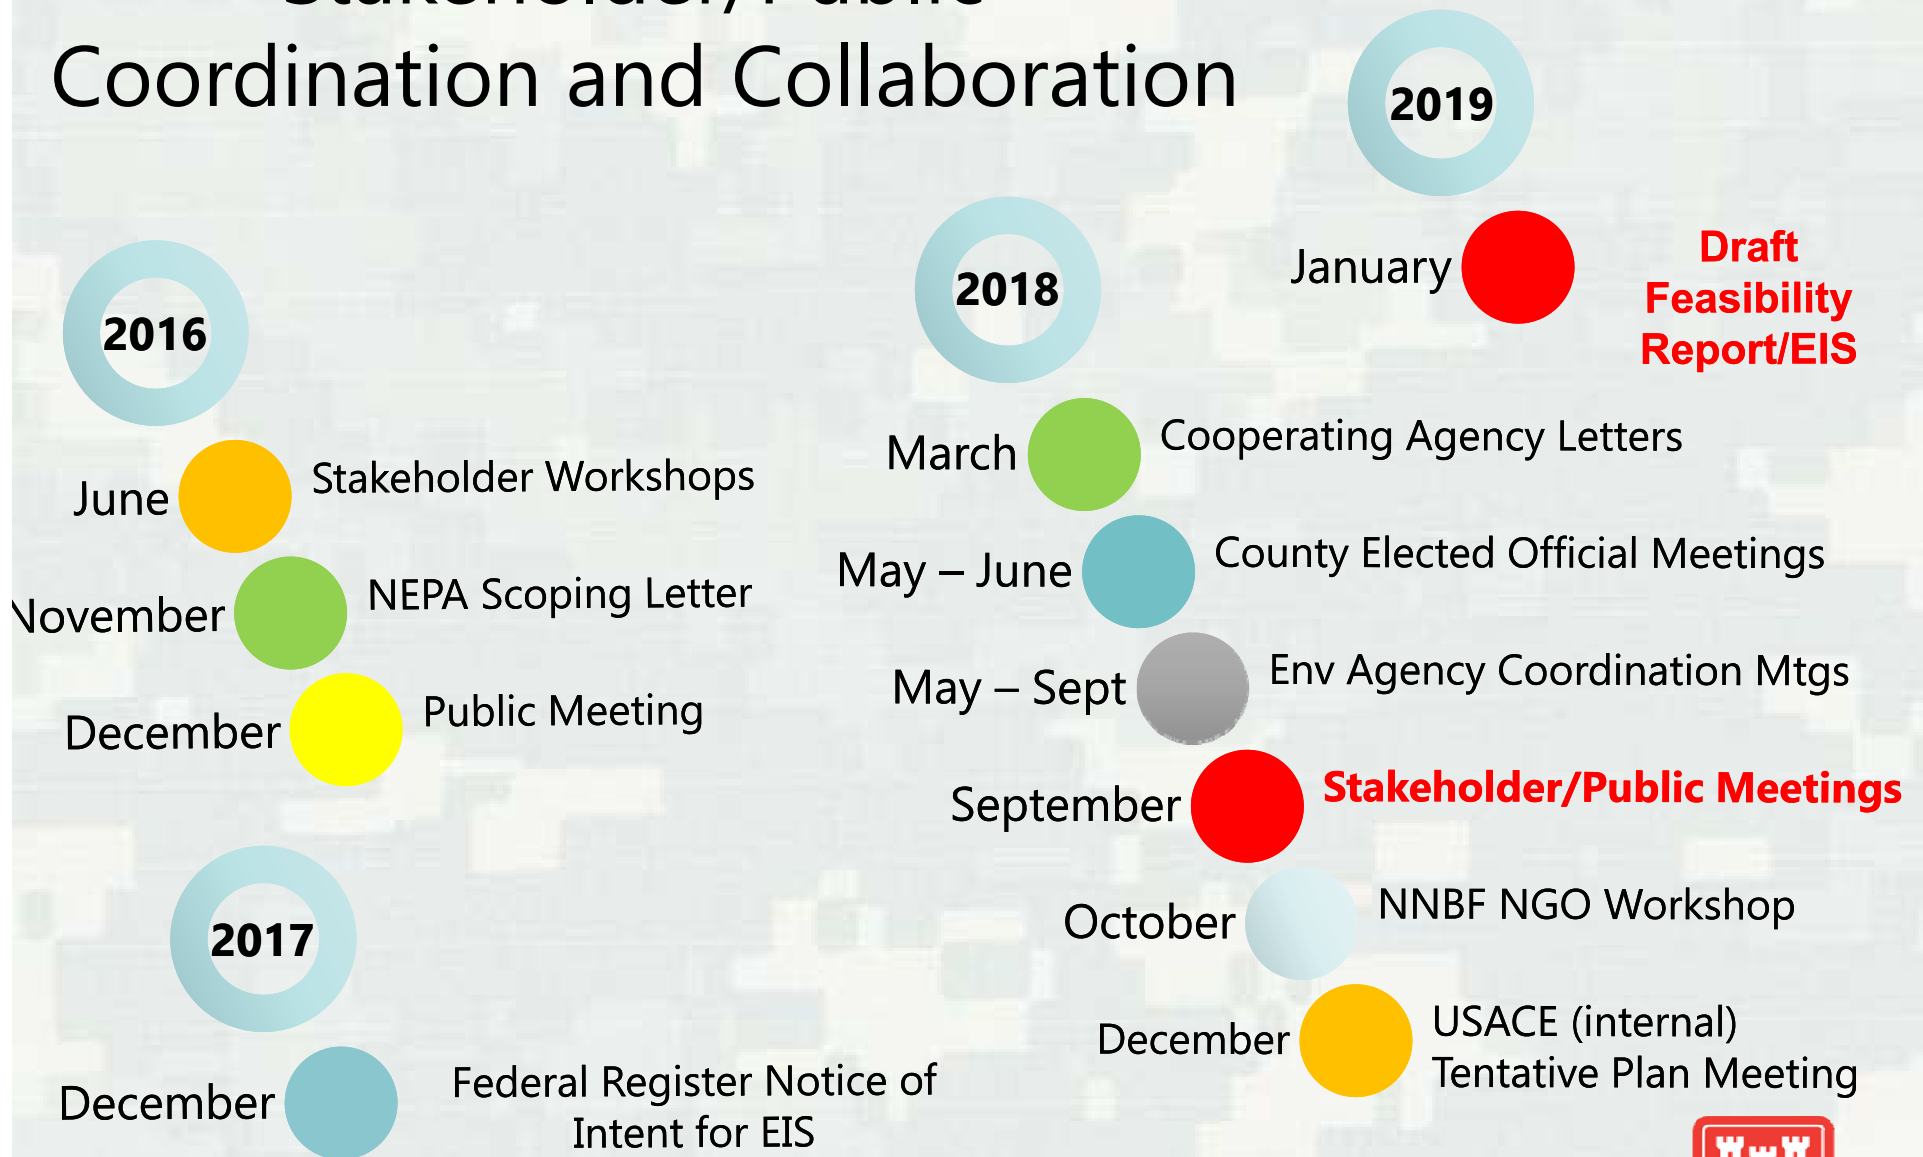 Stakeholder/Public
Coordination and Collaboration
2016
June
Stakeholder Workshops
November
NEPA Scoping Letter
December
Public Meeting
2017
December
Federal Register Notice of
Intent for EIS
2018
March
Cooperating Agency Letters
May – June
County Elected Official Meetings
May – Sept
Env Agency Coordination Mtgs
September
Stakeholder/Public Meetings
October
NNBF NGO Workshop
December
USACE (internal)
Tentative Plan Meeting
2019
January
Draft
Feasibility
Report/EIS